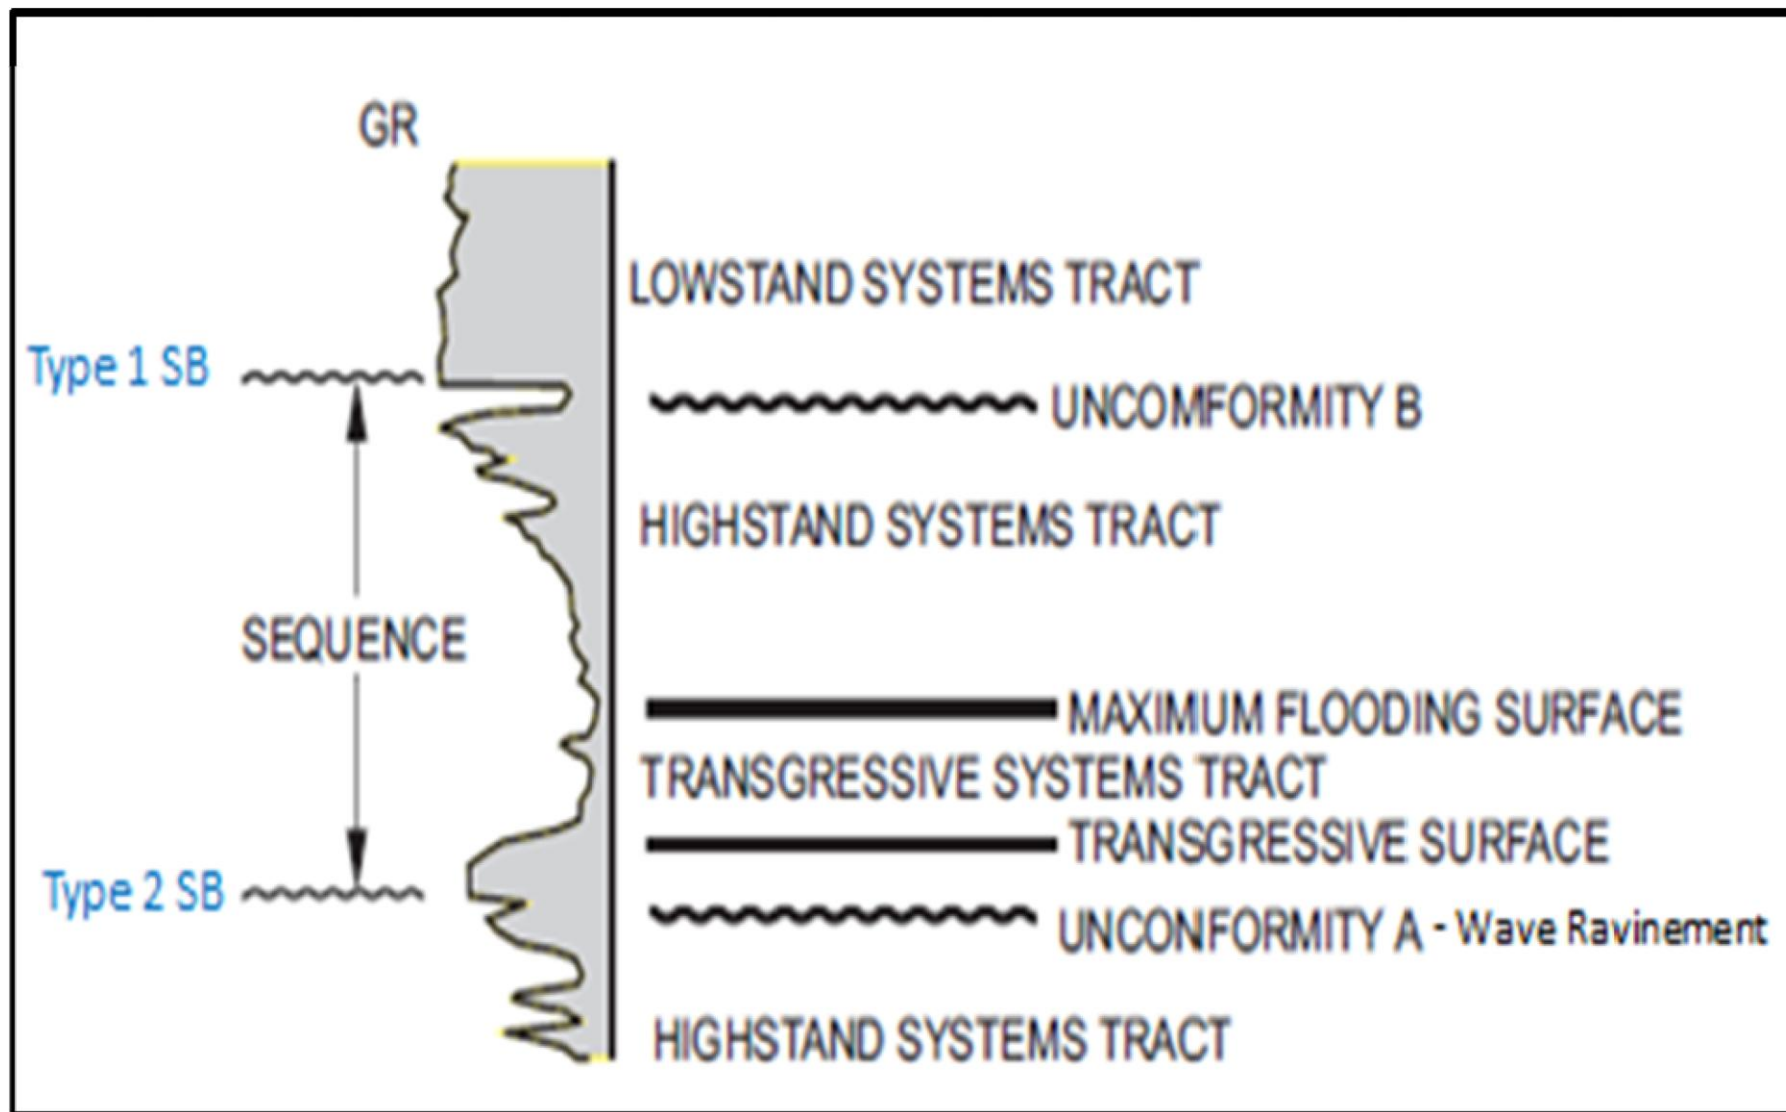 GR
LOWSTAND SYSTEMS TRACT
Type 1 SB
UNCOMFORMITY B
HIGHSTAND SYSTEMS TRACT
SEQUENCE
MAXIMUM FLOODING SURFACE
TRANSGRESSIVE SYSTEMS TRACT
TRANSGRESSIVE SURFACE
Type 2 SB
UNCONFORMITY A - Wave Ravinement
HIGHSTAND SYSTEMS TRACT